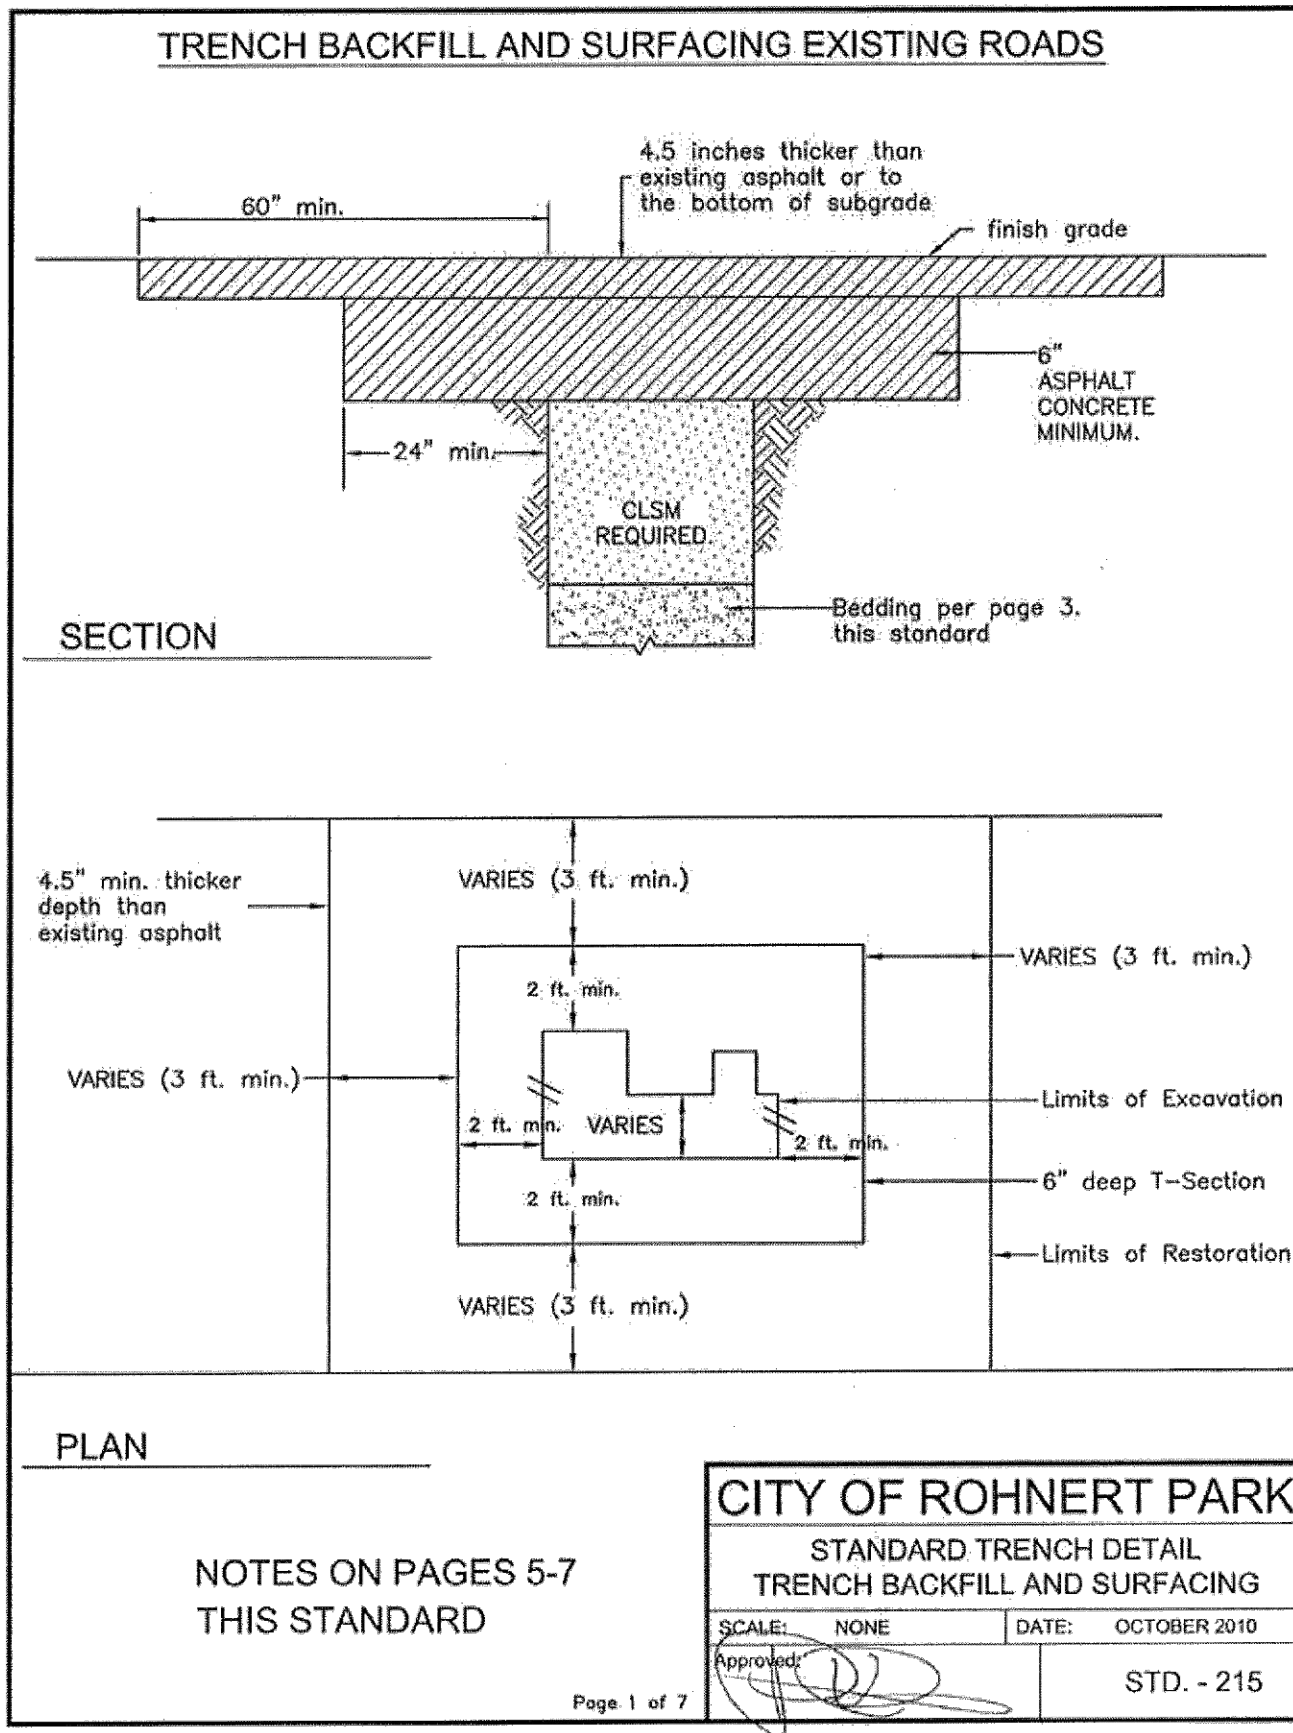 TRENCH BACKFILL AND SURFACING EXISTING ROADS
4.5 inches thicker than
existing asphalt or to
the bottom of subgrade
60" min.
finish grade
6"
ASPHALT
CONCRETE
MINIMUM.
24" min.
CLSM
REQUIRED.
Bedding per page 3.
this standard
SECTION
4.5" min. thicker
depth than
existing asphalt
VARIES (3 ft. min.)
VARIES (3 ft. min.)
2 ft. min.
VARIES (3 ft. min.)
Limits of Excavation
2 ft. min.
VARIES
2 ft. min.
6" deep T-Section
2 ft. min.
Limits of Restoration
VARIES (3 ft. min.)
PLAN
NOTES ON PAGES 5-7
THIS STANDARD
Page 1 of 7
CITY OF ROHNERT PARK
STANDARD TRENCH DETAIL
TRENCH BACKFILL AND SURFACING
SCALE: NONE
DATE: OCTOBER 2010
Approved:
STD. - 215